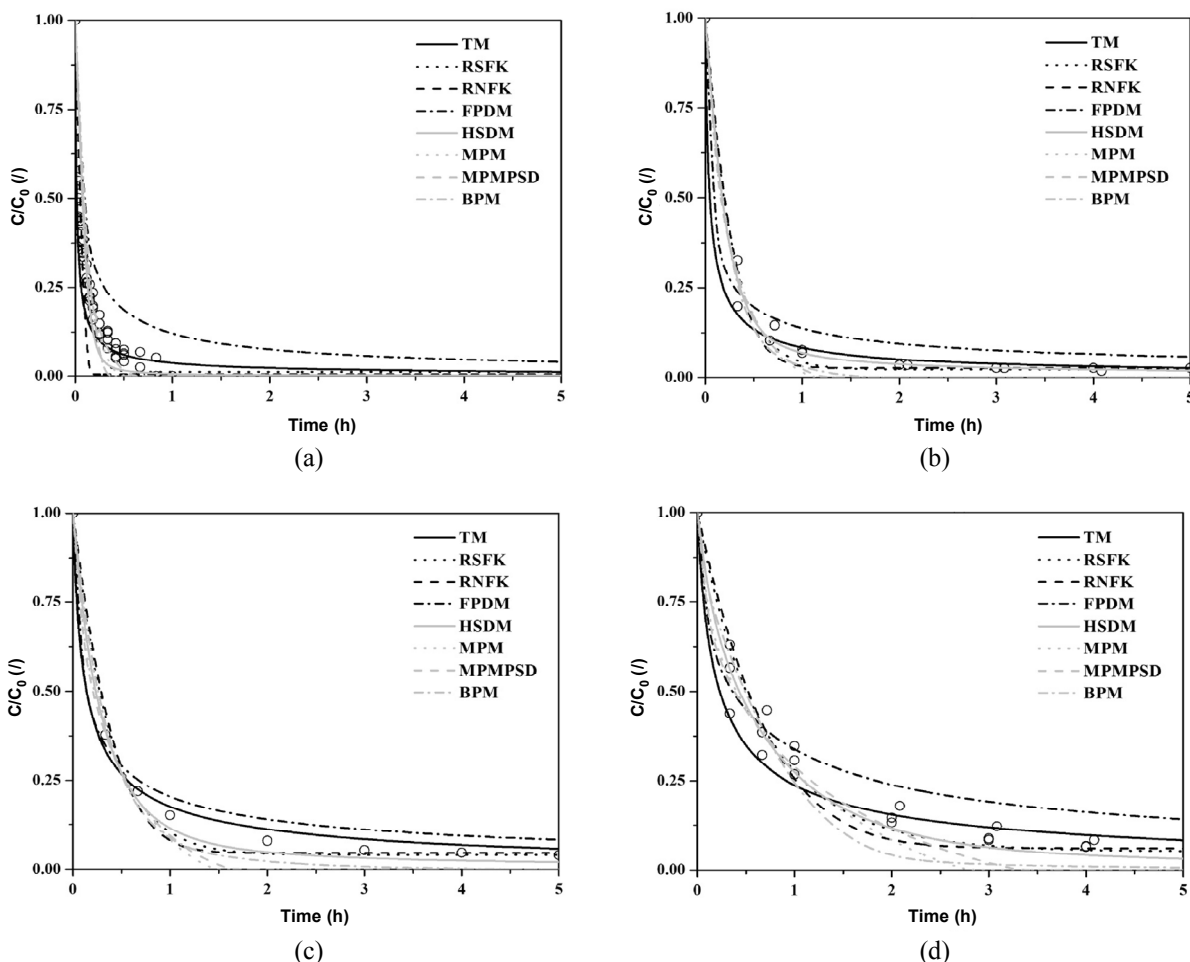 1.00
0.75
0.50
0.25
0.00
C/C0 (/)
TM
RSFK
RNFK
FPDM
HSDM
MPM
MPMPSD
BPM
0 1 2 3 4 5
Time (h)
(a)
1.00
0.75
0.50
0.25
0.00
C/C0 (/)
TM
RSFK
RNFK
FPDM
HSDM
MPM
MPMPSD
BPM
0 1 2 3 4 5
Time (h)
(b)
1.00
0.75
0.50
0.25
0.00
C/C0 (/)
TM
RSFK
RNFK
FPDM
HSDM
MPM
MPMPSD
BPM
0 1 2 3 4 5
Time (h)
(c)
1.00
0.75
0.50
0.25
0.00
C/C0 (/)
TM
RSFK
RNFK
FPDM
HSDM
MPM
MPMPSD
BPM
0 1 2 3 4 5
Time (h)
(d)